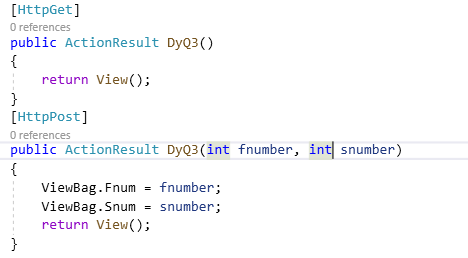 [HttpGet]
0 references
public ActionResult DyQ3()
{
    return View();
}
[HttpPost]
0 references
public ActionResult DyQ3(int fnumber, int snumber)
{
    ViewBag.Fnum = fnumber;
    ViewBag.Snum = snumber;
    return View();
}